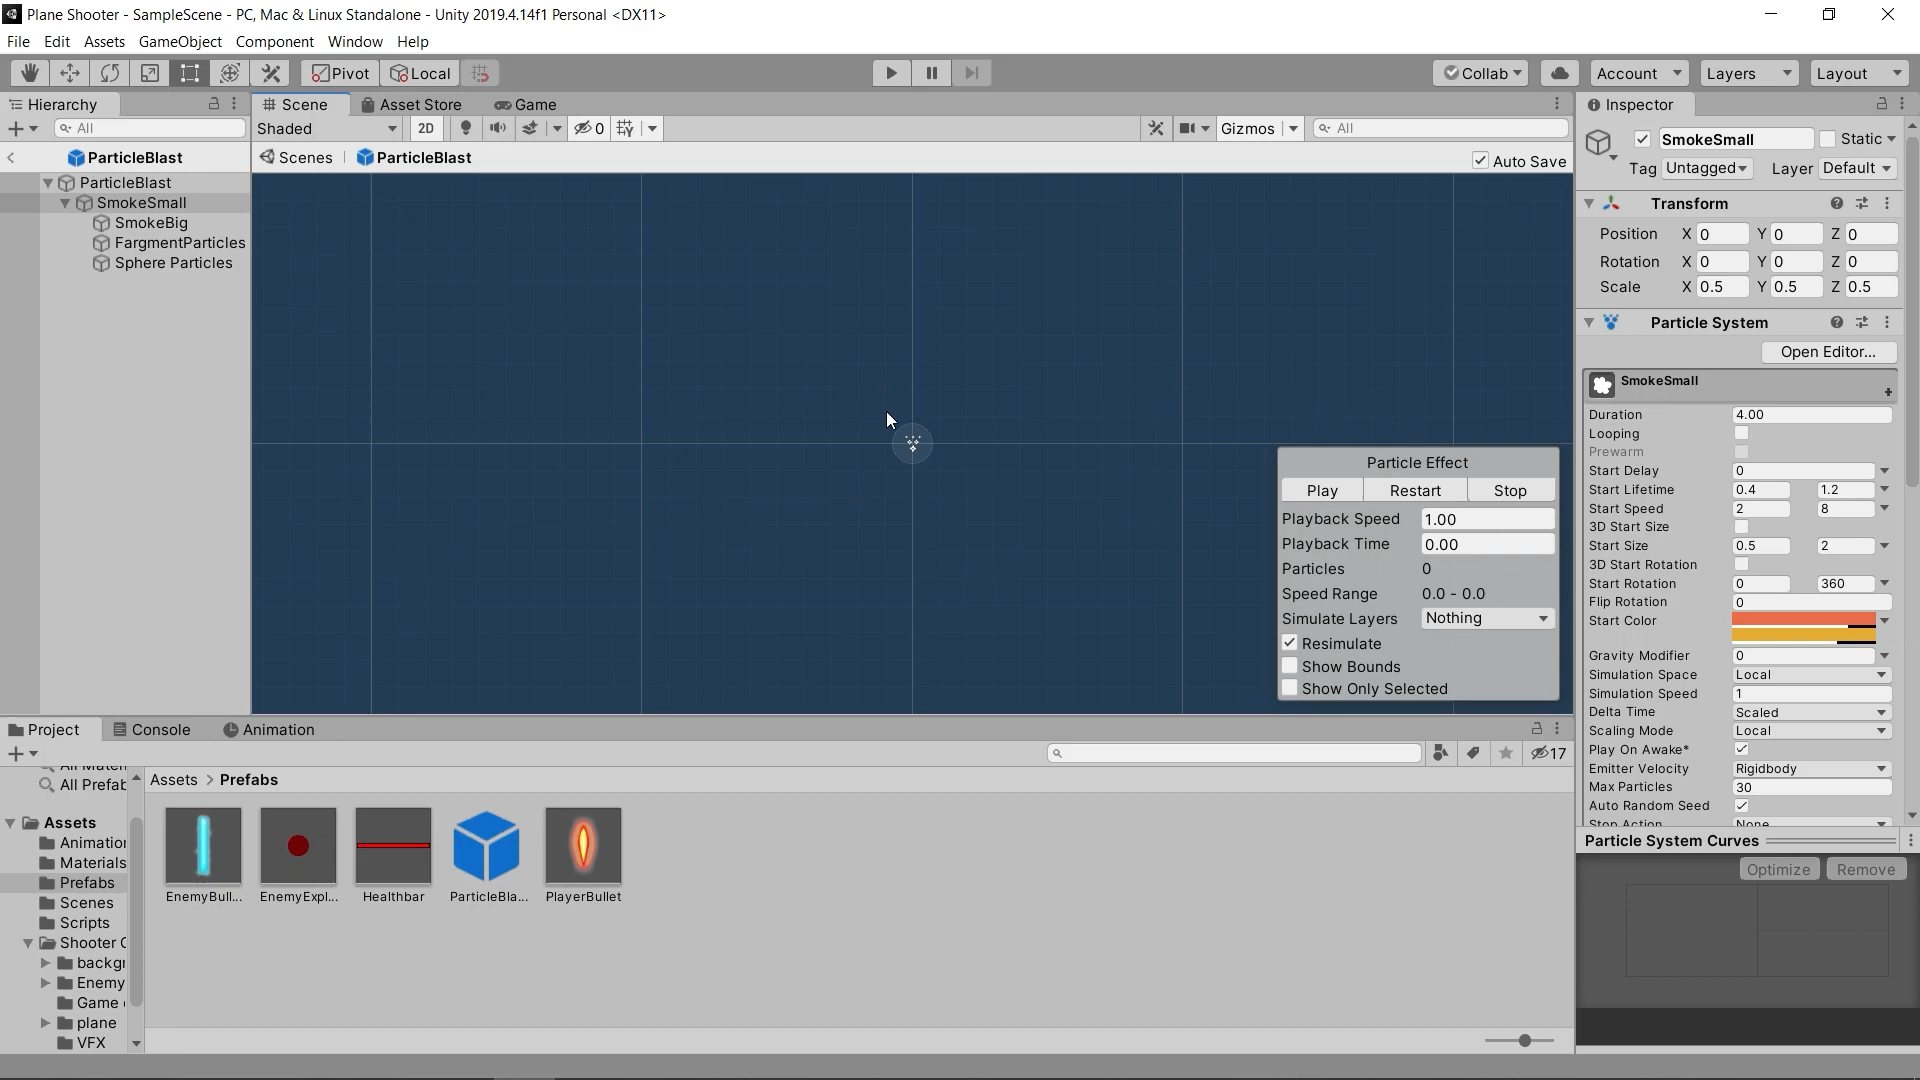 Plane Shooter - SampleScene - PC, Mac & Linux Standalone - Unity 2019.4.14f1 Personal <DX11>
File Edit Assets GameObject Component Window Help
Pivot Local Collab Account Layers Layout
Hierarchy
All
ParticleBlast
ParticleBlast
SmokeSmall
SmokeBig
FargmentParticles
Sphere Particles
Scene Asset Store Game
Shaded 2D 0 Gizmos All
Scenes ParticleBlast Auto Save
Particle Effect
Play Restart Stop
Playback Speed 1.00
Playback Time 0.00
Particles 0
Speed Range 0.0 - 0.0
Simulate Layers Nothing
Resimulate
Show Bounds
Show Only Selected
Inspector
SmokeSmall Static
Tag Untagged Layer Default
Transform
Position X 0 Y 0 Z 0
Rotation X 0 Y 0 Z 0
Scale X 0.5 Y 0.5 Z 0.5
Particle System
Open Editor...
SmokeSmall
Duration 4.00
Looping
Prewarm
Start Delay 0
Start Lifetime 0.4 1.2
Start Speed 2 8
3D Start Size
Start Size 0.5 2
3D Start Rotation
Start Rotation 0 360
Flip Rotation 0
Start Color
Gravity Modifier 0
Simulation Space Local
Simulation Speed 1
Delta Time Scaled
Scaling Mode Local
Play On Awake*
Emitter Velocity Rigidbody
Max Particles 30
Auto Random Seed
Stop Action None
Particle System Curves
Optimize Remove
Project Console Animation
17
All Prefab
Assets
Animation
Materials
Prefabs
Scenes
Scripts
Shooter G
backgr
Enemy
Game
plane
VFX
Assets > Prefabs
EnemyBull... EnemyExpl... Healthbar ParticleBla... PlayerBullet